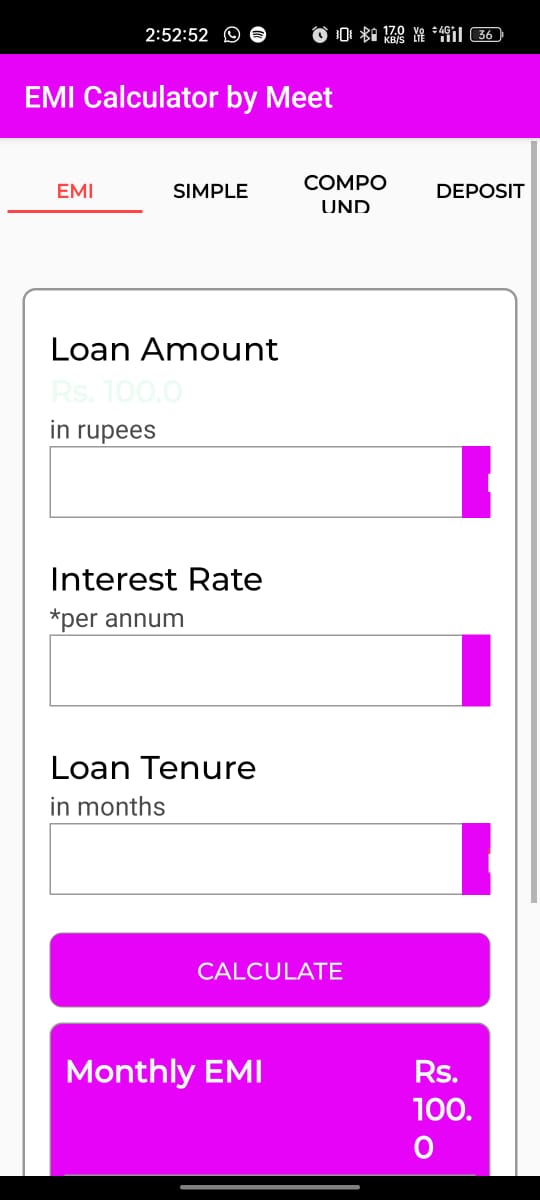 2:52:52 17.0 KB/S Vo LTE 4G+ 36
EMI Calculator by Meet
EMI SIMPLE COMPO DEPOSIT
UND
Loan Amount
Rs. 100.0
in rupees
Interest Rate
*per annum
Loan Tenure
in months
CALCULATE
Monthly EMI Rs.
100.
0